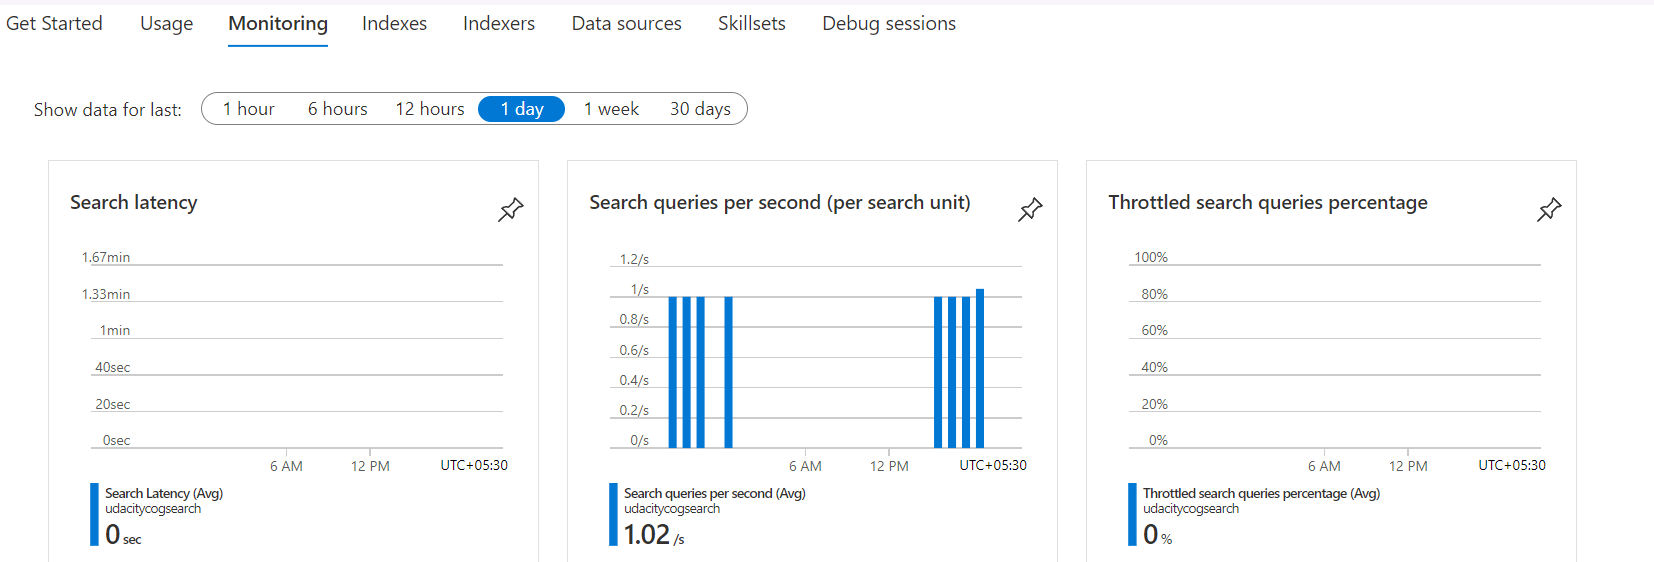 Get Started Usage Monitoring Indexes Indexers Data sources Skillsets Debug sessions
Show data for last: 1 hour 6 hours 12 hours 1 day 1 week 30 days
Search latency
1.67min
1.33min
1min
40sec
20sec
0sec
6 AM 12 PM UTC+05:30
Search Latency (Avg)
udacitycogsearch
0 sec
Search queries per second (per search unit)
1.2/s
1/s
0.8/s
0.6/s
0.4/s
0.2/s
0/s
6 AM 12 PM UTC+05:30
Search queries per second (Avg)
udacitycogsearch
1.02 /s
Throttled search queries percentage
100%
80%
60%
40%
20%
0%
6 AM 12 PM UTC+05:30
Throttled search queries percentage (Avg)
udacitycogsearch
0 %